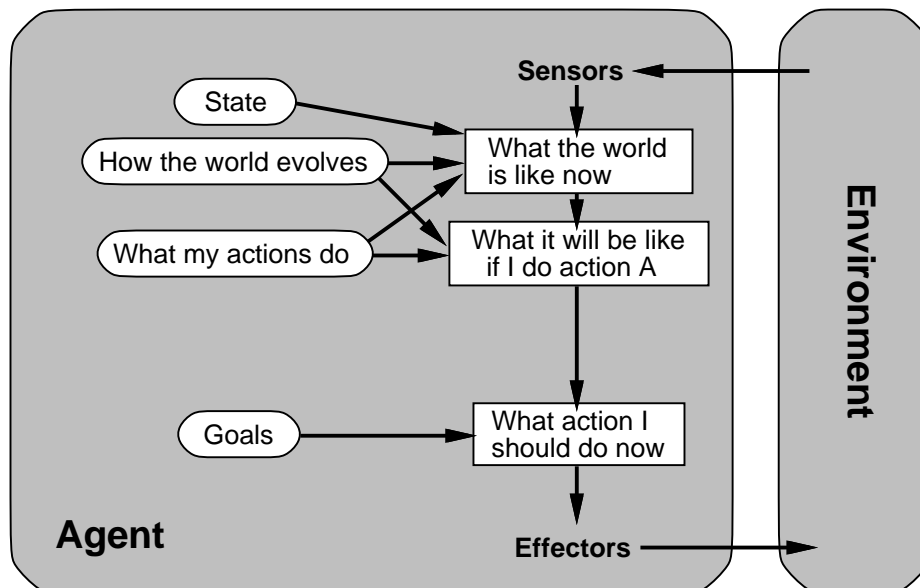 Sensors
State
What the world
is like now
How the world evolves
What my actions do
What it will be like
if I do action A
Environment
Goals
What action I
should do now
Agent
Effectors